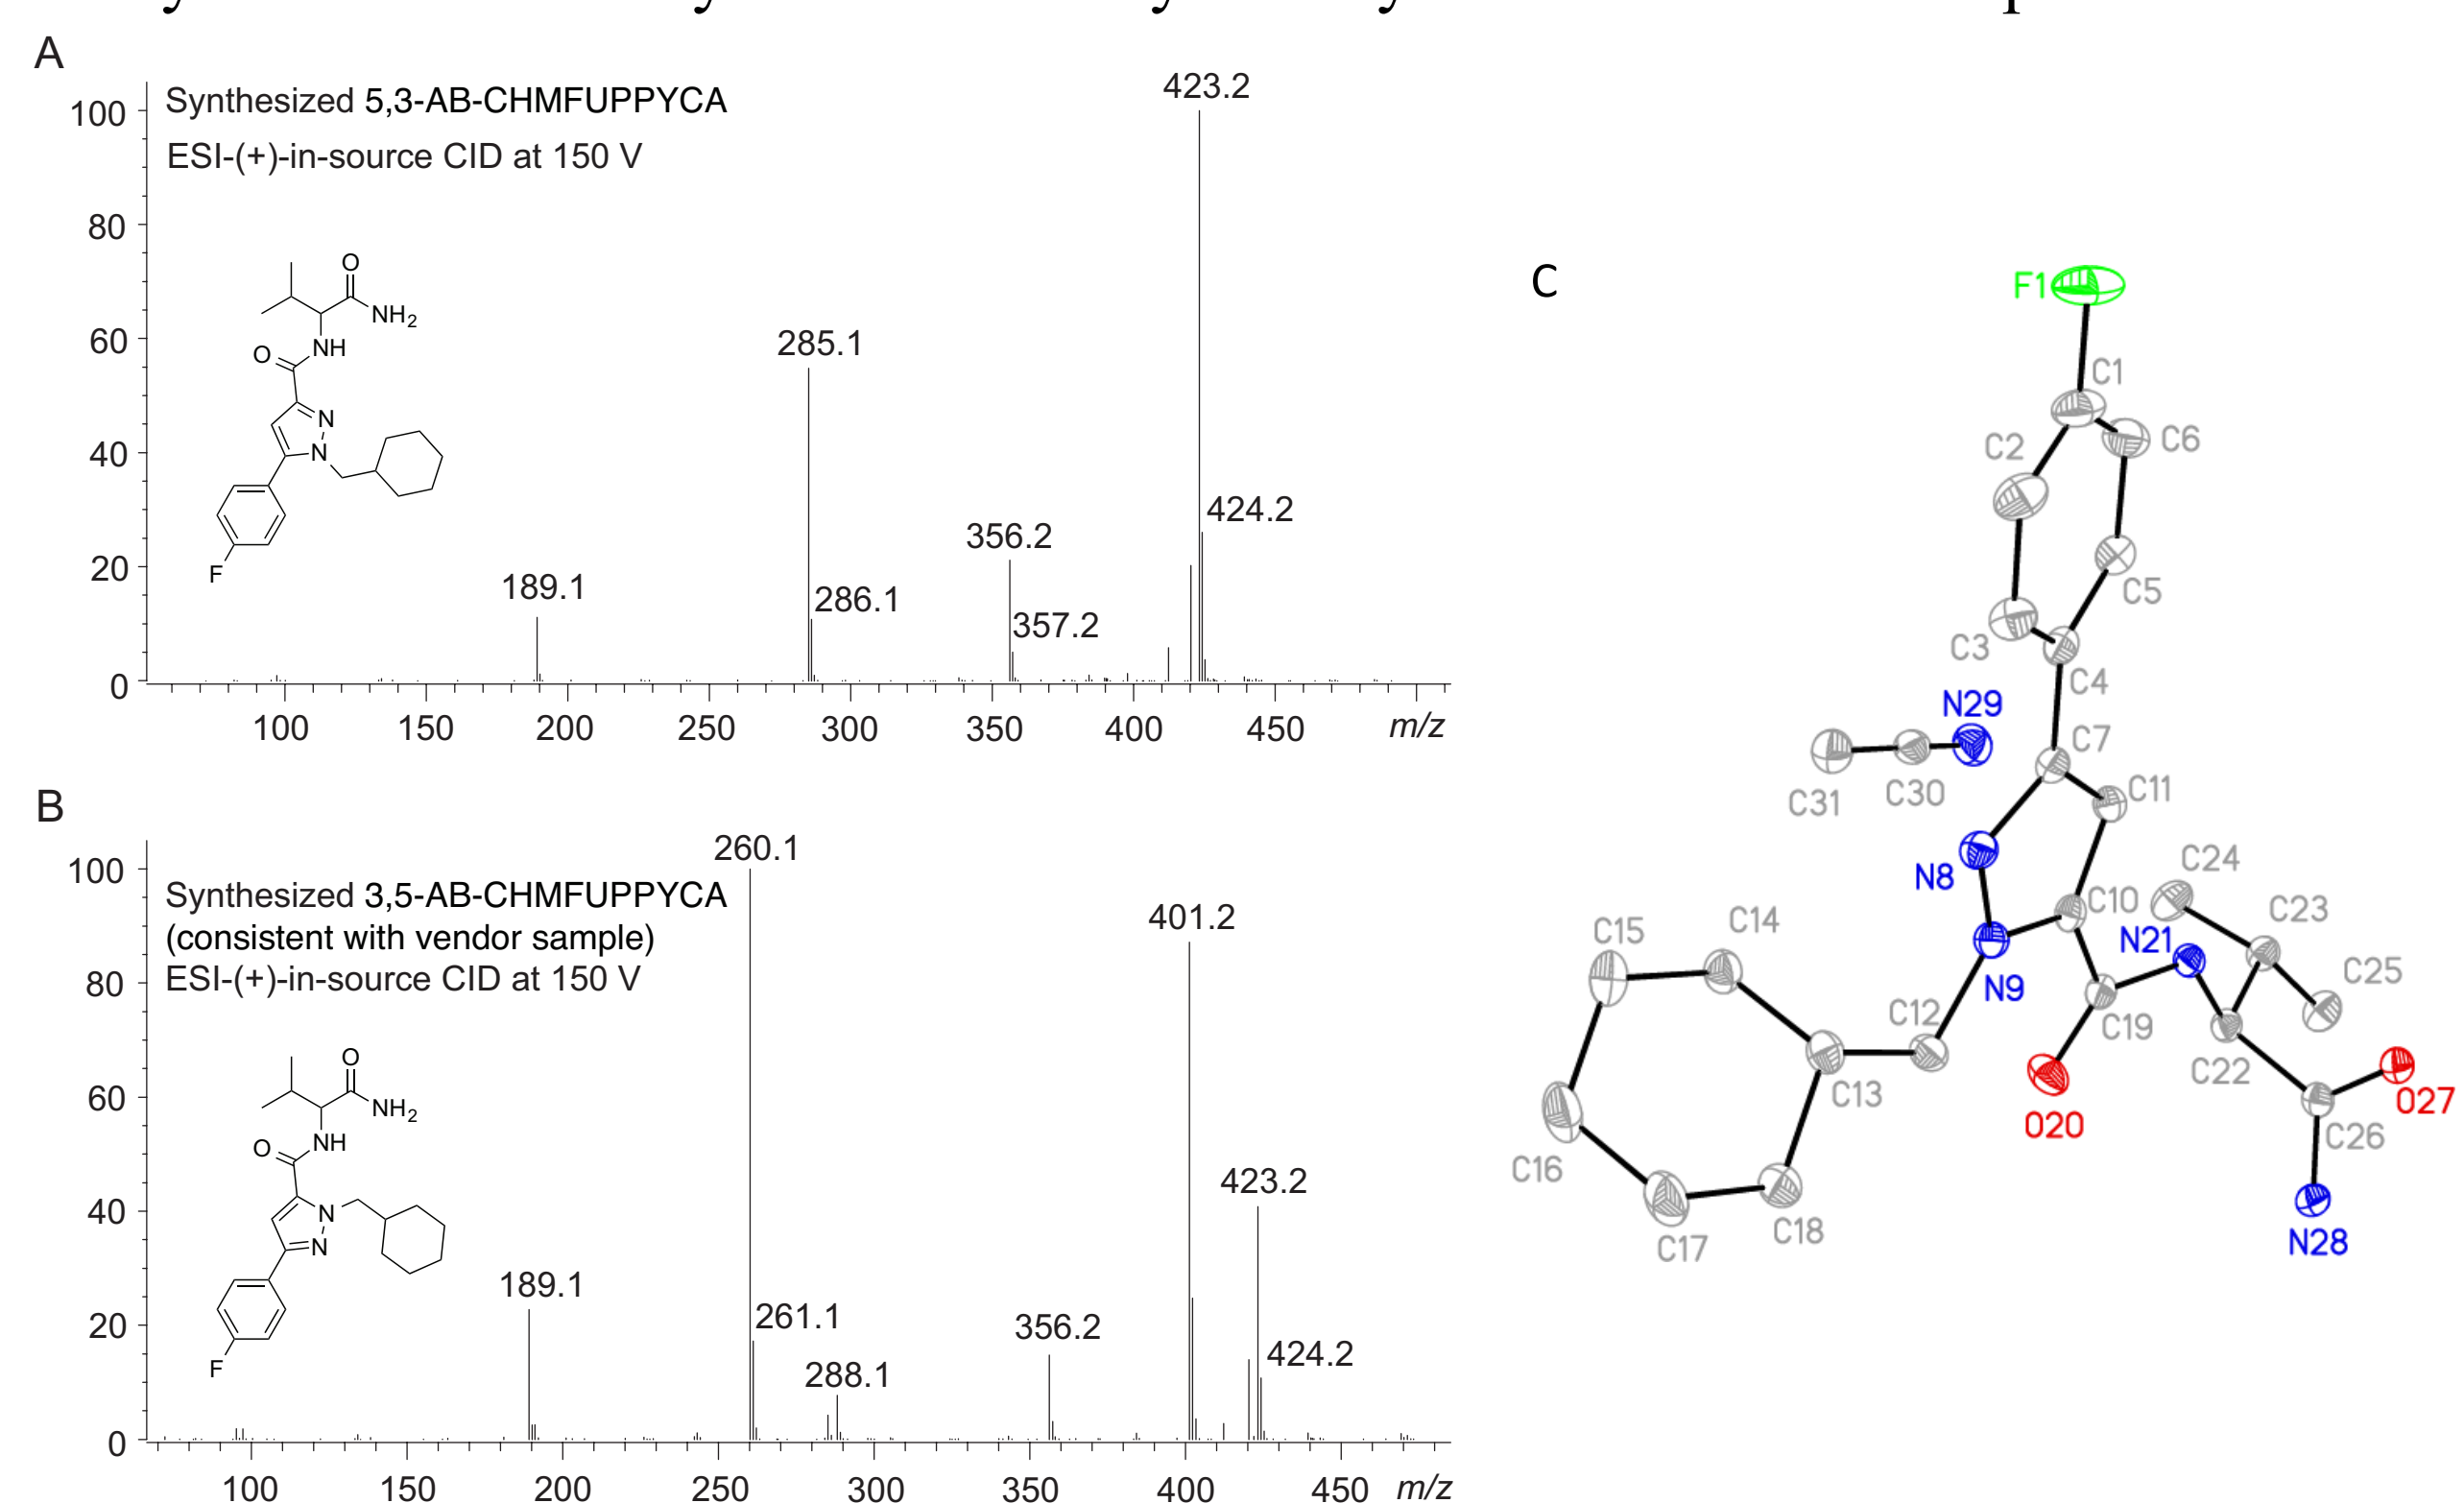 A
Synthesized 5,3-AB-CHMFUPPYCA
ESI-(+)-in-source CID at 150 V
423.2
285.1
424.2
356.2
189.1
286.1
357.2
100
80
60
40
20
0
100 150 200 250 300 350 400 450 m/z
O
NH2
NH
O
N
N
F
B
Synthesized 3,5-AB-CHMFUPPYCA
(consistent with vendor sample)
ESI-(+)-in-source CID at 150 V
260.1
401.2
423.2
189.1
261.1
356.2
424.2
288.1
100
80
60
40
20
0
100 150 200 250 300 350 400 450 m/z
O
NH2
NH
O
N
N
F
C
F1
C1
C2
C6
C5
C3
C4
N29
C7
C31
C30
C11
N8
C24
C10
C23
C15
C14
N21
C25
N9
C12
C19
C22
C13
O20
O27
C26
C16
C18
C17
N28